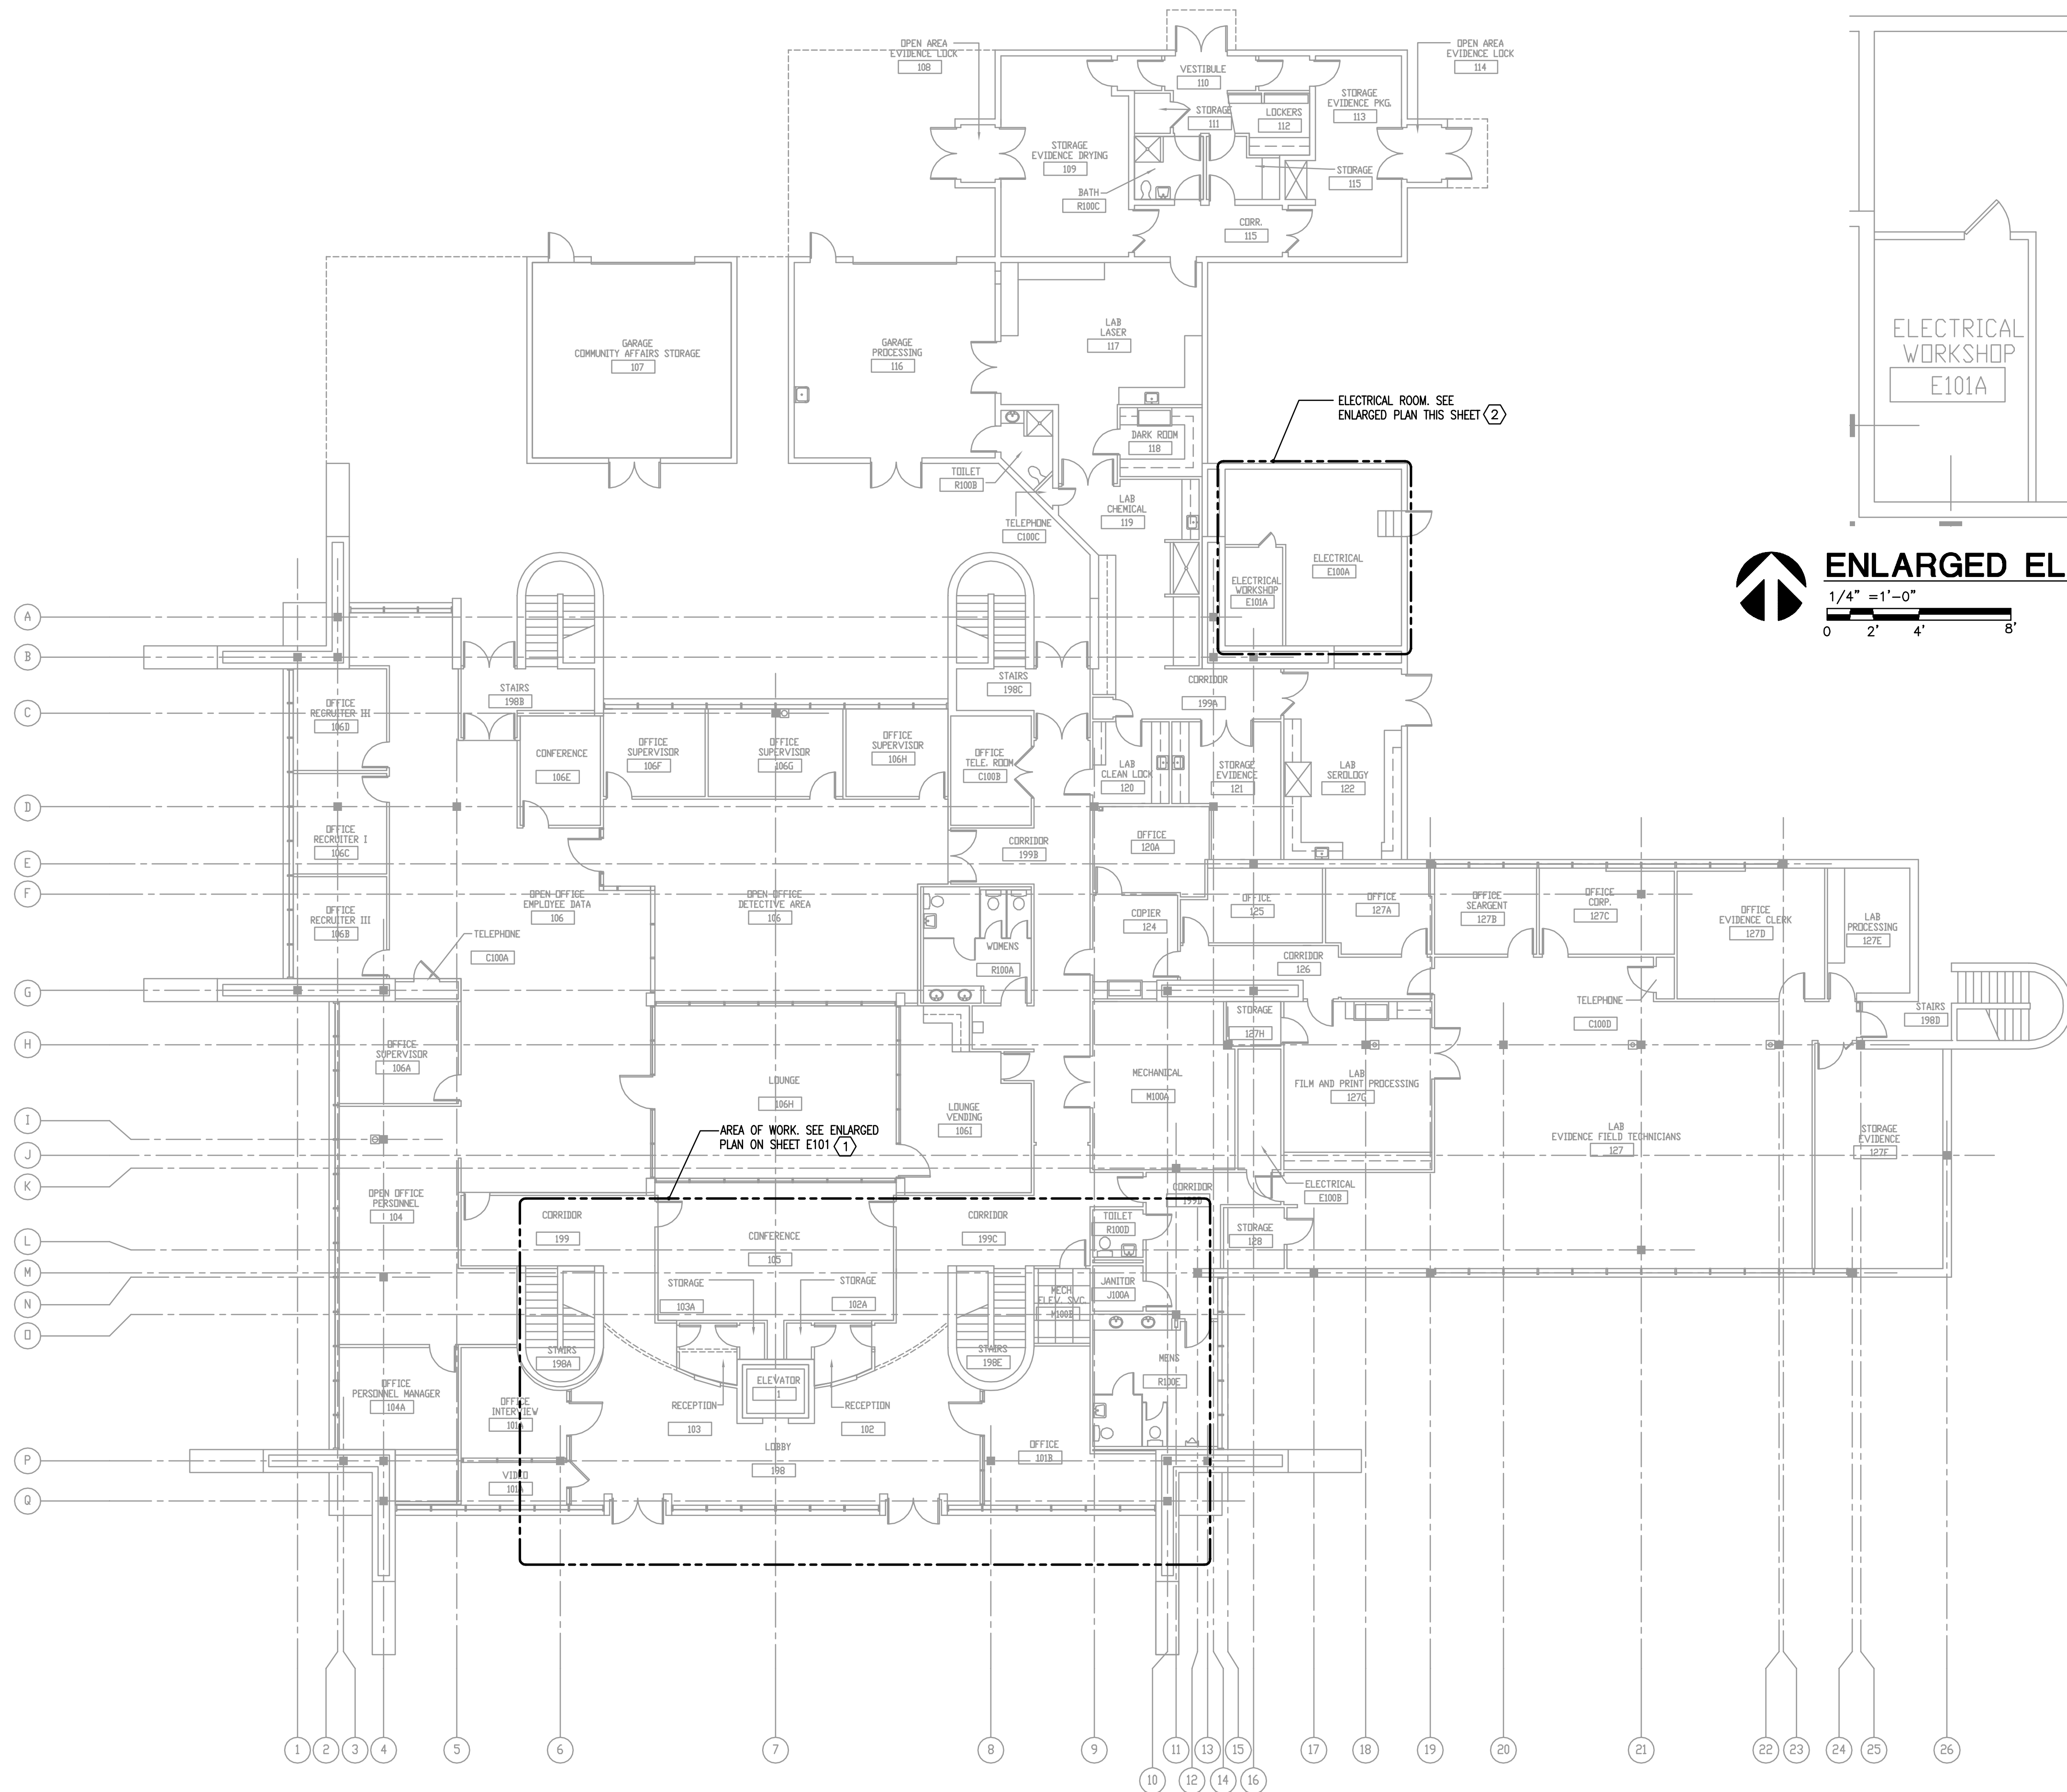 OPEN AREA
EVIDENCE LOCK
108
VESTIBULE
110
OPEN AREA
EVIDENCE LOCK
114
STORAGE
111
LOCKERS
112
STORAGE
EVIDENCE PKG.
113
STORAGE
EVIDENCE DRYING
109
STORAGE
115
BATH
R100C
CORR.
115
GARAGE
COMMUNITY AFFAIRS STORAGE
107
GARAGE
PROCESSING
116
LAB
LASER
117
ELECTRICAL
WORKSHOP
E101A
ELECTRICAL ROOM. SEE
ENLARGED PLAN THIS SHEET 2
DARK ROOM
118
TOILET
R100B
LAB
CHEMICAL
119
TELEPHONE
C100C
ELECTRICAL
E100A
ELECTRICAL
WORKSHOP
E101A
ENLARGED EL
1/4" =1'-0"
0 2' 4' 8'
A
B
C
D
E
F
G
H
I
J
K
L
M
N
O
P
Q
STAIRS
198B
STAIRS
198C
CORRIDOR
199A
OFFICE
RECRUITER III
106D
CONFERENCE
106E
OFFICE
SUPERVISOR
106F
OFFICE
SUPERVISOR
106G
OFFICE
SUPERVISOR
106H
OFFICE
TELE. ROOM
C100B
LAB
CLEAN LOCK
120
STORAGE
EVIDENCE
121
LAB
SEROLOGY
122
OFFICE
RECRUITER I
106C
CORRIDOR
199B
OFFICE
120A
OFFICE
RECRUITER III
106B
OPEN OFFICE
EMPLOYEE DATA
106
OPEN OFFICE
DETECTIVE AREA
106
COPIER
124
OFFICE
125
OFFICE
127A
OFFICE
SEARGENT
127B
OFFICE
CORP.
127C
OFFICE
EVIDENCE CLERK
127D
LAB
PROCESSING
127E
TELEPHONE
C100A
WOMENS
R100A
CORRIDOR
126
TELEPHONE
C100D
STAIRS
198D
STORAGE
127H
OFFICE
SUPERVISOR
106A
LOUNGE
106H
MECHANICAL
M100A
LAB
FILM AND PRINT PROCESSING
127G
LOUNGE
VENDING
106I
AREA OF WORK. SEE ENLARGED
PLAN ON SHEET E101 1
LAB
EVIDENCE FIELD TECHNICIANS
127
STORAGE
EVIDENCE
127F
OPEN OFFICE
PERSONNEL
104
CORRIDOR
199
CONFERENCE
105
CORRIDOR
199C
CORRIDOR
199D
ELECTRICAL
E100B
TOILET
R100D
STORAGE
128
STORAGE
103A
STORAGE
102A
MECH.
ELEV. SVC.
M100B
JANITOR
J100A
STAIRS
198A
STAIRS
198E
MENS
R100E
OFFICE
PERSONNEL MANAGER
104A
OFFICE
INTERVIEW
101A
ELEVATOR
1
RECEPTION
103
RECEPTION
102
LOBBY
198
OFFICE
101B
VIDEO
101A
1 2 3 4 5 6 7 8 9 11 13 15 17 18 19 20 21 22 23 24 25 26
10 12 14 16